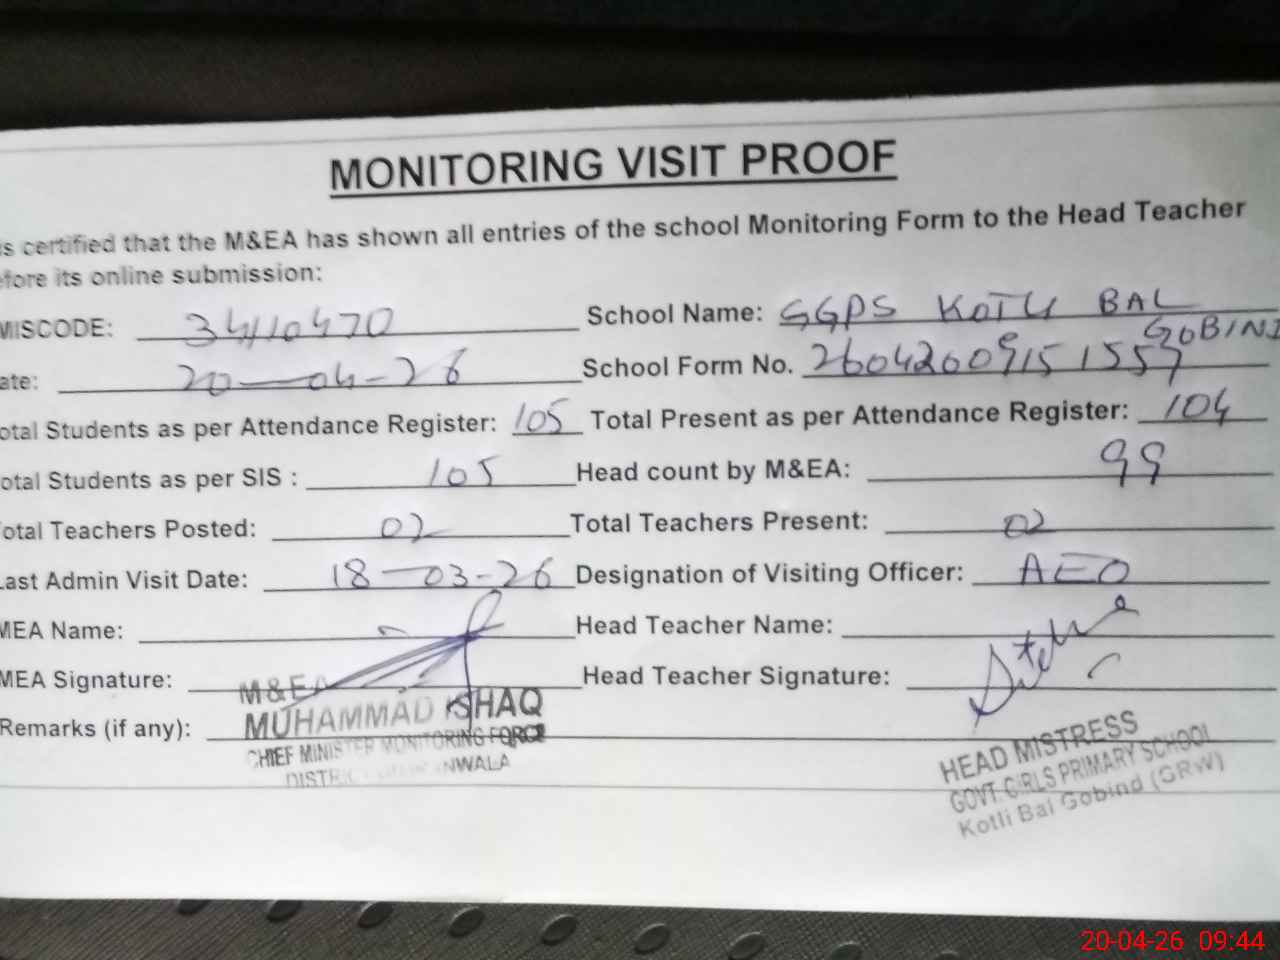 MONITORING VISIT PROOF
is certified that the M&EA has shown all entries of the school Monitoring Form to the Head Teacher
efore its online submission:
MISCODE: 34110470 School Name: GGPS KOTLI BAL GOBIND
ate: 20-04-26 School Form No.
otal Students as per Attendance Register: 105 Total Present as per Attendance Register: 104
otal Students as per SIS : 105 Head count by M&EA: 99
otal Teachers Posted: 02 Total Teachers Present: 02
Last Admin Visit Date: 18-03-26 Designation of Visiting Officer: AEO
MEA Name: Head Teacher Name:
MEA Signature: Head Teacher Signature:
Remarks (if any):
M&EA
MUHAMMAD ISHAQ
CHIEF MINISTER MONITORING FORCE
HEAD MISTRESS
GOVT. GIRLS PRIMARY SCHOOL
Kotli Bal Gobind (GRW)
20-04-26 09:44